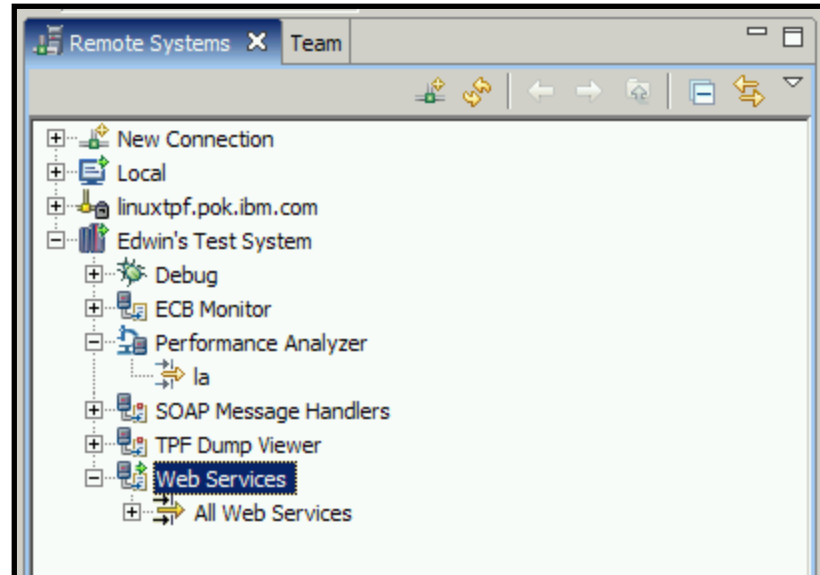 Remote Systems Team
New Connection
Local
linuxtpf.pok.ibm.com
Edwin's Test System
Debug
ECB Monitor
Performance Analyzer
la
SOAP Message Handlers
TPF Dump Viewer
Web Services
All Web Services